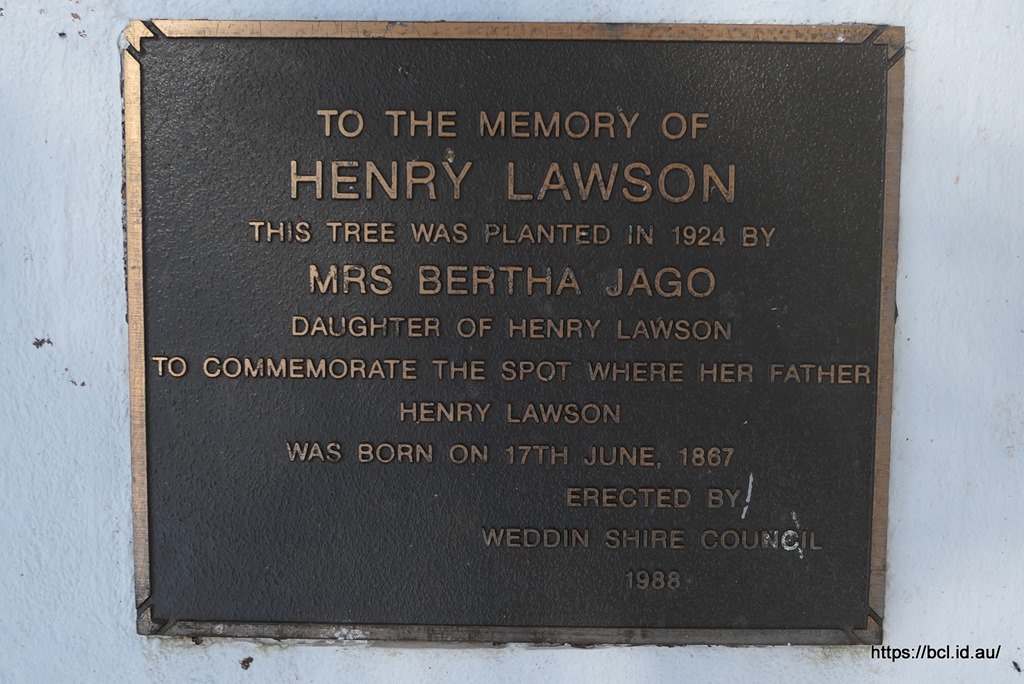 TO THE MEMORY OF
HENRY LAWSON
THIS TREE WAS PLANTED IN 1924 BY
MRS BERTHA JAGO
DAUGHTER OF HENRY LAWSON
TO COMMEMORATE THE SPOT WHERE HER FATHER
HENRY LAWSON
WAS BORN ON 17TH JUNE, 1867
ERECTED BY
WEDDIN SHIRE COUNCIL
1988
https://bcl.id.au/